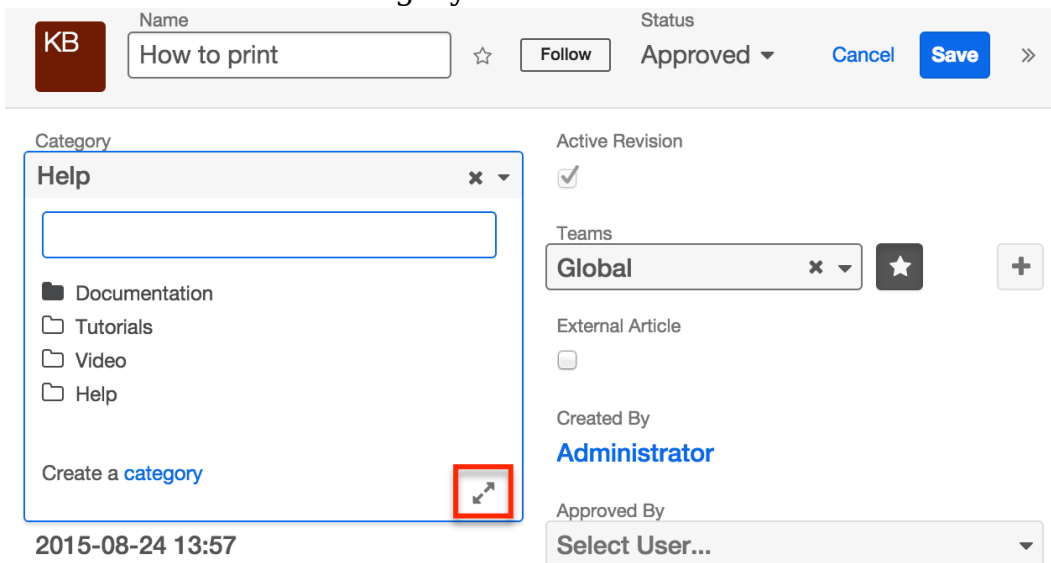 Name
Status
KB
How to print
Follow
Approved
Cancel
Save
Category
Active Revision
Help
Teams
Global
Documentation
Tutorials
External Article
Video
Help
Created By
Administrator
Create a category
Approved By
2015-08-24 13:57
Select User...